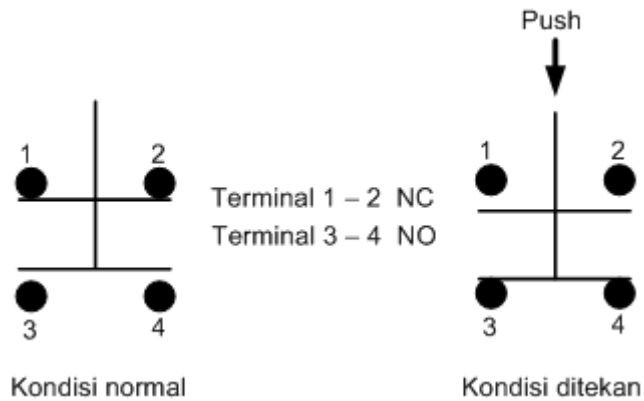 Push
1 2
1 2
Terminal 1 – 2 NC
Terminal 3 – 4 NO
3 4
3 4
Kondisi normal
Kondisi ditekan